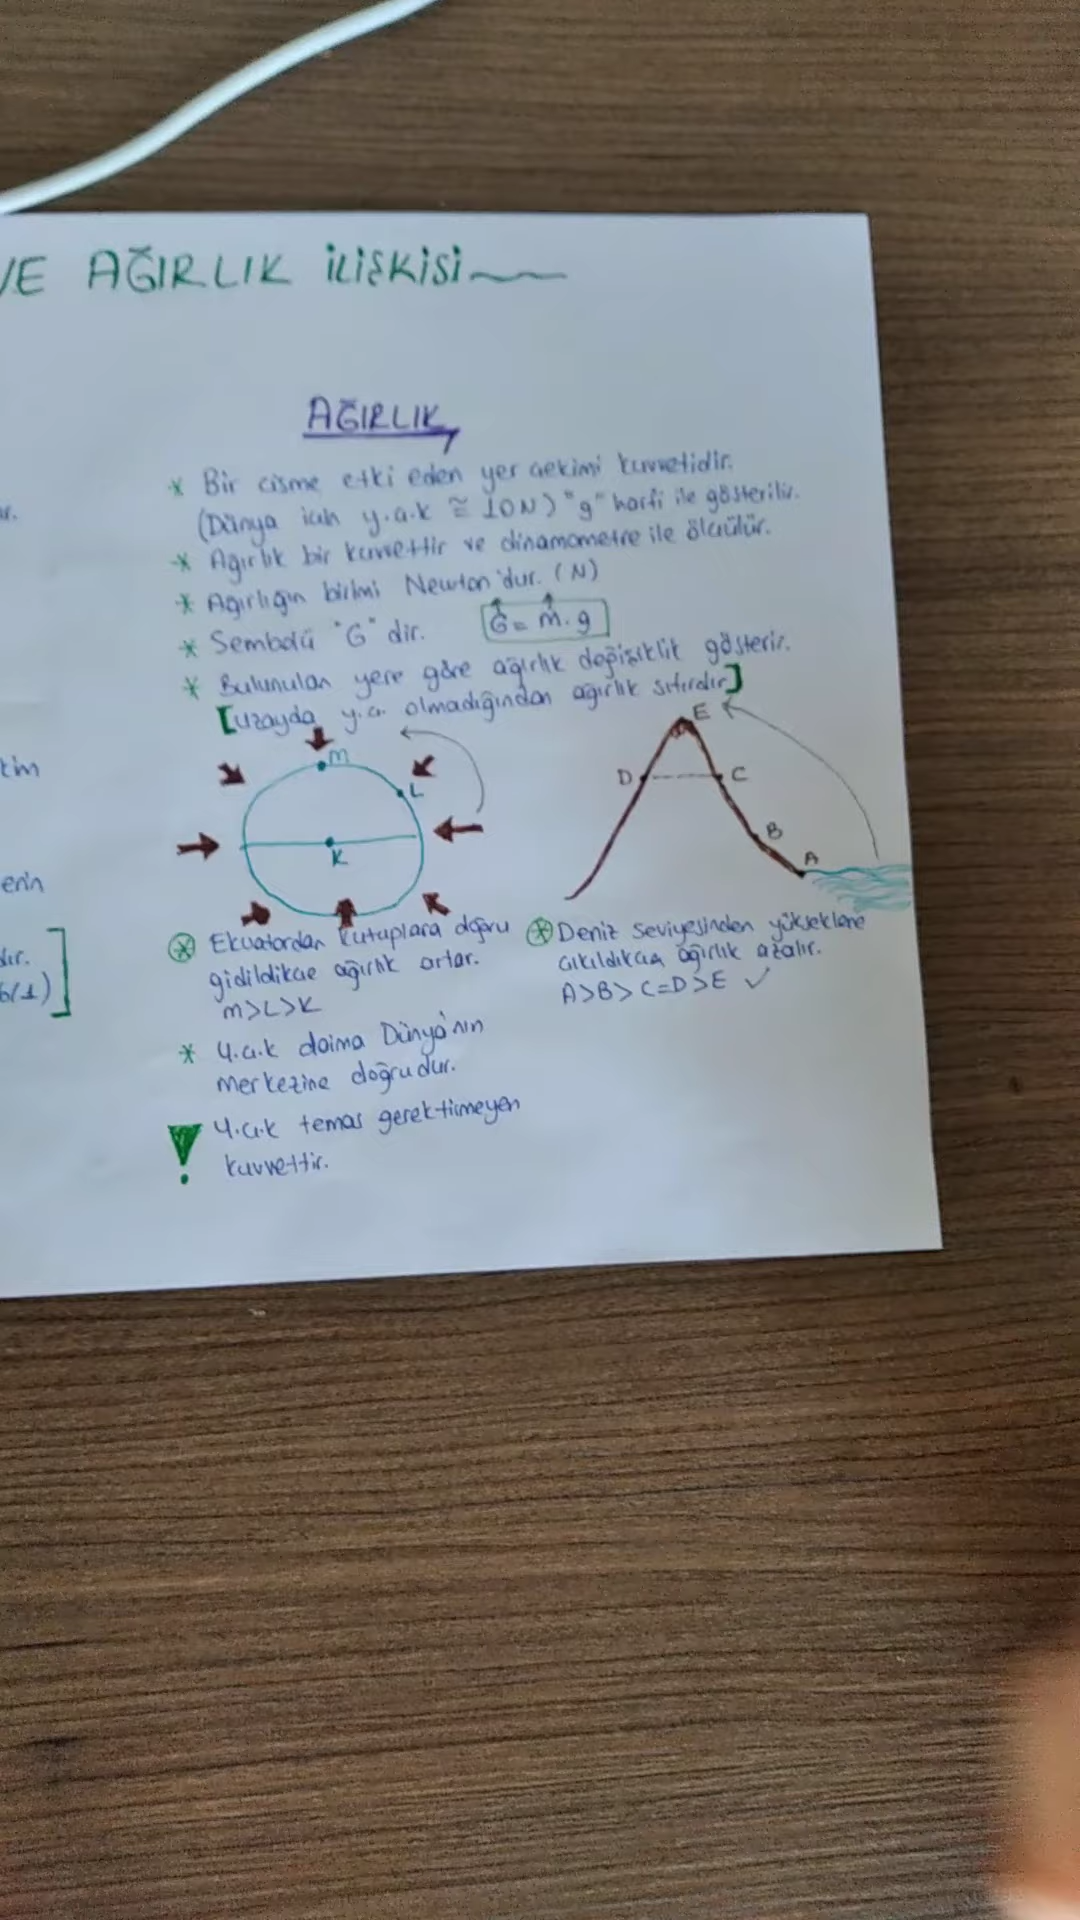 VE AĞIRLIK İLİŞKİSİ
AĞIRLIK
* Bir cisme etki eden yer çekimi kuvvetidir.
(Dünya için y.ç.k ≅ 10N) "g" harfi ile gösterilir.
* Ağırlık bir kuvvettir ve dinamometre ile ölçülür.
* Ağırlığın birimi Newton'dur. (N)
* Sembolü "G" dir. G = m.g
* Bulunulan yere göre ağırlık değişiklik gösterir.
[Uzayda y.ç. olmadığından ağırlık sıfırdır]
M
L
K
E
D
C
B
A
* Ekvatordan kutuplara doğru
gidildikçe ağırlık artar.
M>L>K
* Y.ç.k daima Dünya'nın
merkezine doğrudur.
! Y.ç.k temas gerektirmeyen
kuvvettir.
* Deniz seviyesinden yükseklere
çıkıldıkça ağırlık azalır.
A>B>C=D>E ✓
erin